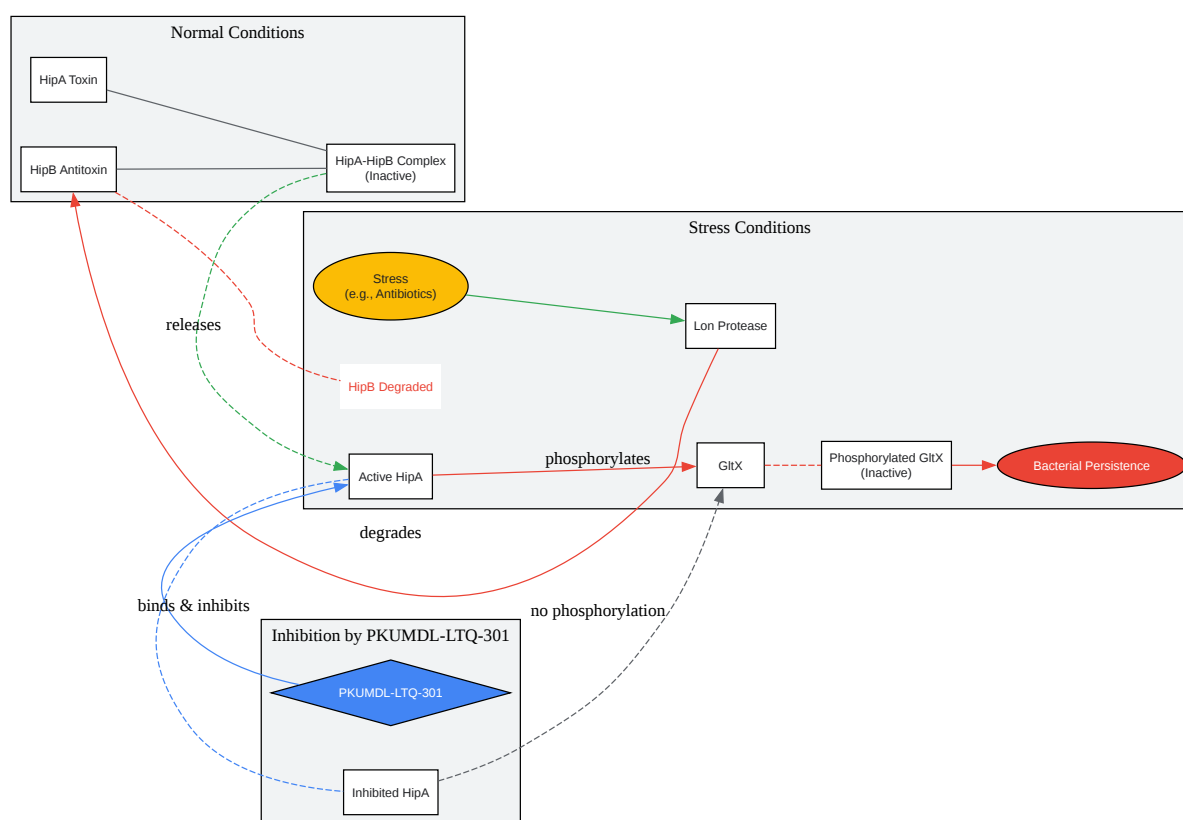 Normal Conditions
HipA Toxin
HipB Antitoxin
HipA-HipB Complex
(Inactive)
Stress Conditions
Stress
(e.g., Antibiotics)
Lon Protease
releases
HipB Degraded
Active HipA
phosphorylates
GltX
Phosphorylated GltX
(Inactive)
Bacterial Persistence
degrades
binds & inhibits
no phosphorylation
Inhibition by PKUMDL-LTQ-301
PKUMDL-LTQ-301
Inhibited HipA